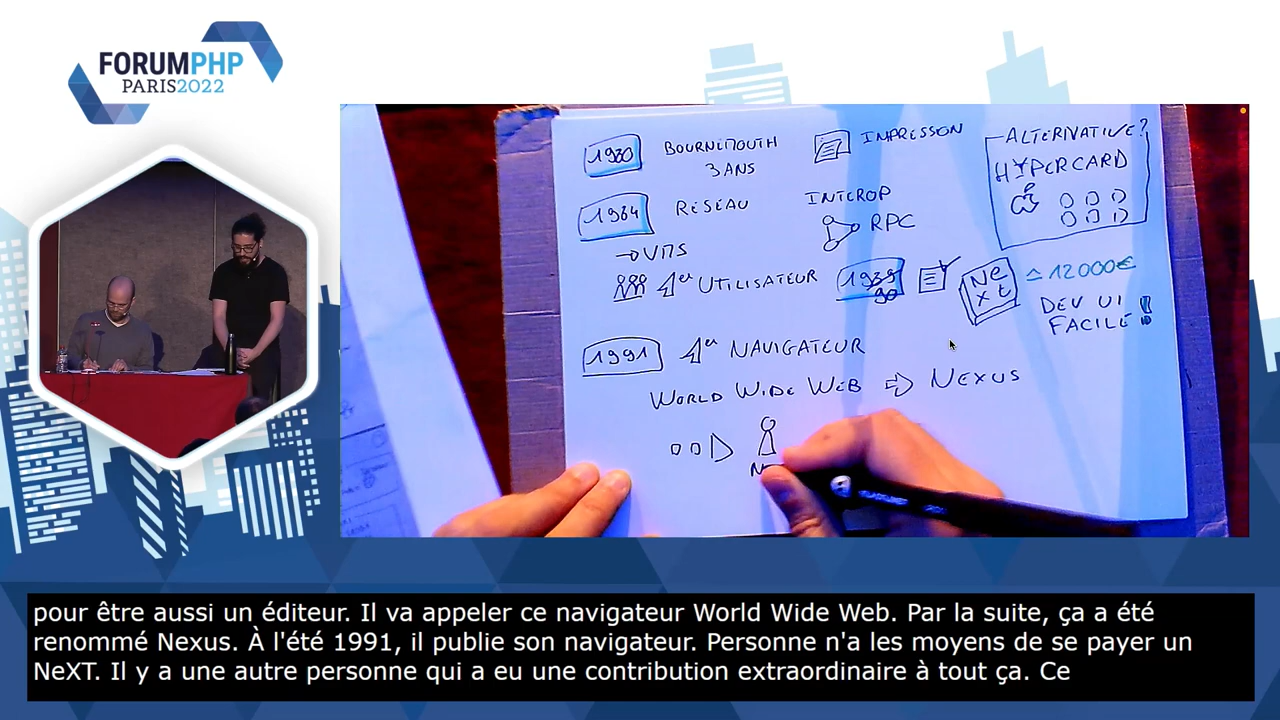 FORUMPHP
PARIS2022
1980 BOURNEMOUTH
3 ANS
IMPRESSION
ALTERNATIVE?
HYPERCARD
1984 RÉSEAU
INTEROP
RPC
→ VMS
1er UTILISATEUR
1989
90
NeXt
≃ 12000€
DEV UI
FACILE !
1991 1er NAVIGATEUR
WORLD WIDE WEB ⇨ NEXUS
pour être aussi un éditeur. Il va appeler ce navigateur World Wide Web. Par la suite, ça a été
renommé Nexus. À l'été 1991, il publie son navigateur. Personne n'a les moyens de se payer un
NeXT. Il y a une autre personne qui a eu une contribution extraordinaire à tout ça. Ce